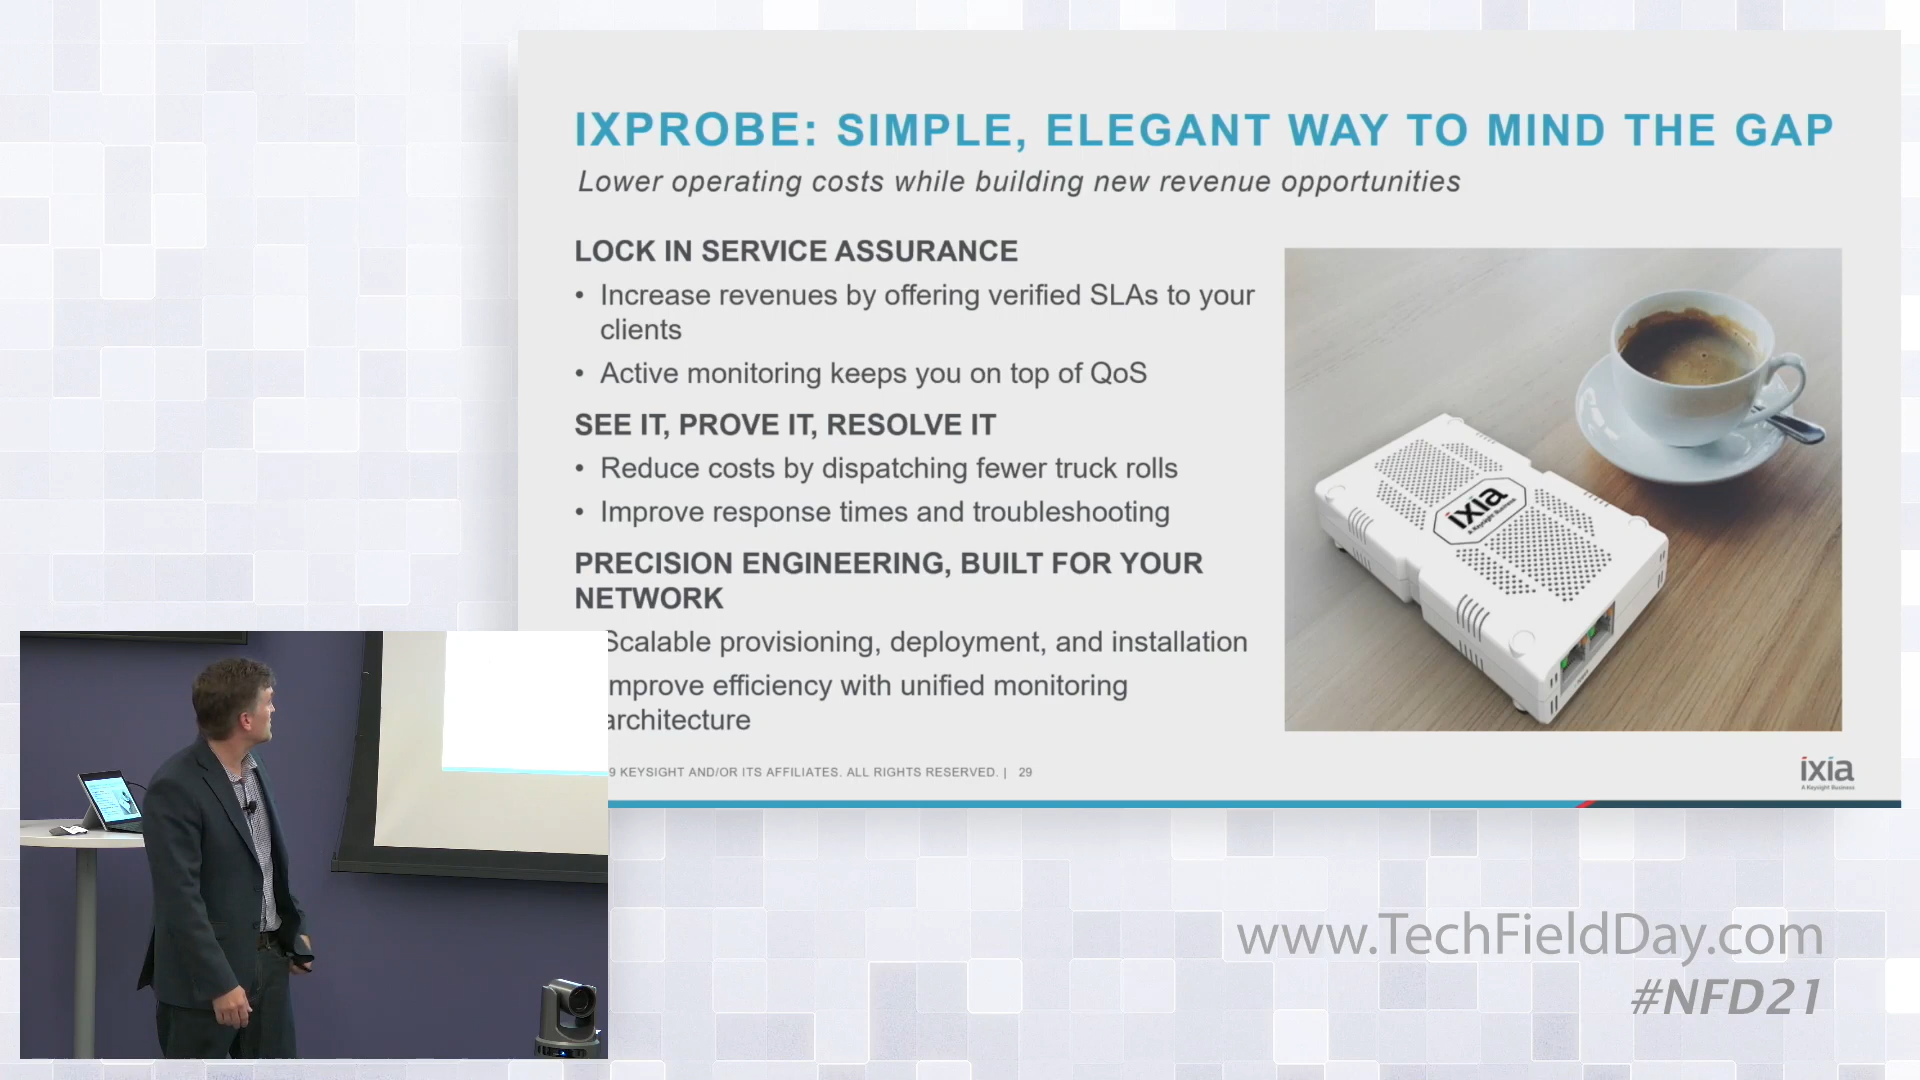 IXPROBE: SIMPLE, ELEGANT WAY TO MIND THE GAP
Lower operating costs while building new revenue opportunities
LOCK IN SERVICE ASSURANCE
• Increase revenues by offering verified SLAs to your
clients
• Active monitoring keeps you on top of QoS
SEE IT, PROVE IT, RESOLVE IT
• Reduce costs by dispatching fewer truck rolls
• Improve response times and troubleshooting
PRECISION ENGINEERING, BUILT FOR YOUR
NETWORK
Scalable provisioning, deployment, and installation
mprove efficiency with unified monitoring
architecture
ixia
A Keysight Business
9 KEYSIGHT AND/OR ITS AFFILIATES. ALL RIGHTS RESERVED. | 29
ixia
A Keysight Business
www.TechFieldDay.com
#NFD21